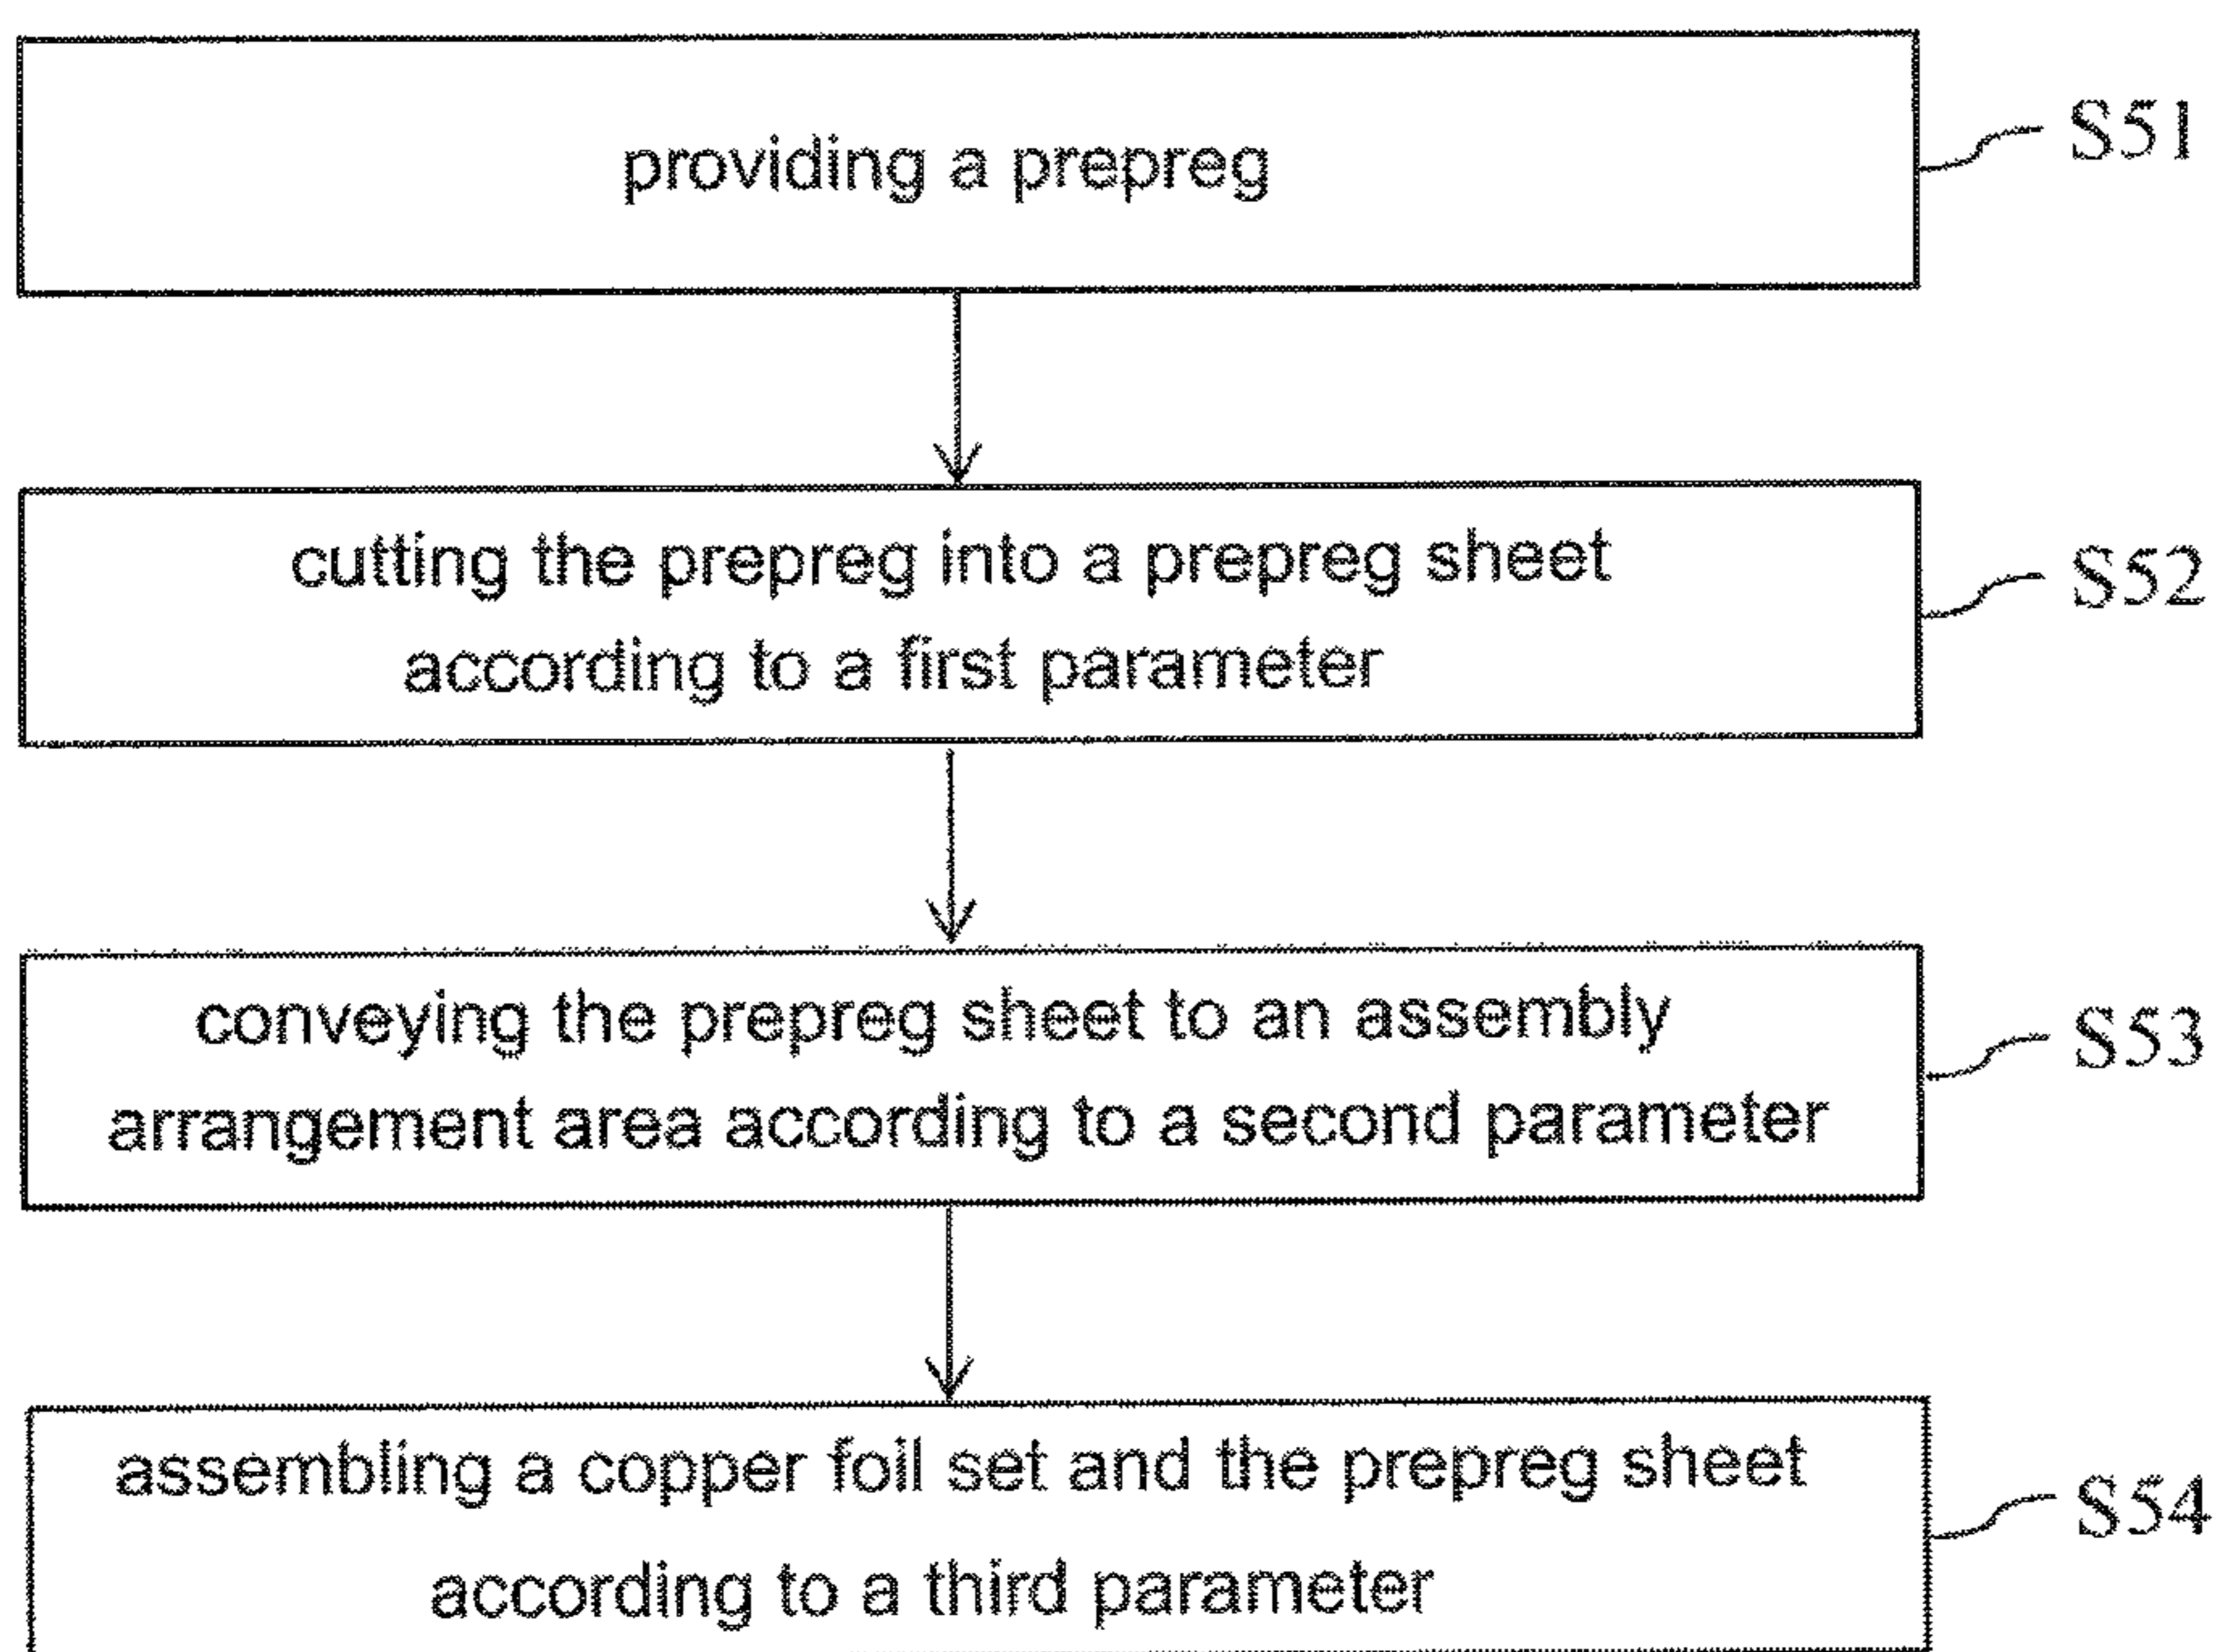 providing a prepreg
S51
cutting the prepreg into a prepreg sheet
according to a first parameter
S52
conveying the prepreg sheet to an assembly
arrangement area according to a second parameter
S53
assembling a copper foil set and the prepreg sheet
according to a third parameter
S54